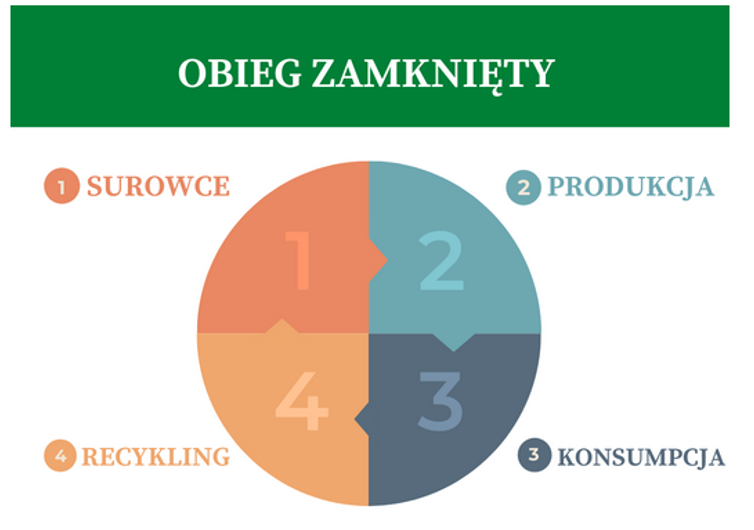 OBIEG ZAMKNIĘTY
1 SUROWCE
2 PRODUKCJA
1
2
4
3
4 RECYKLING
3 KONSUMPCJA